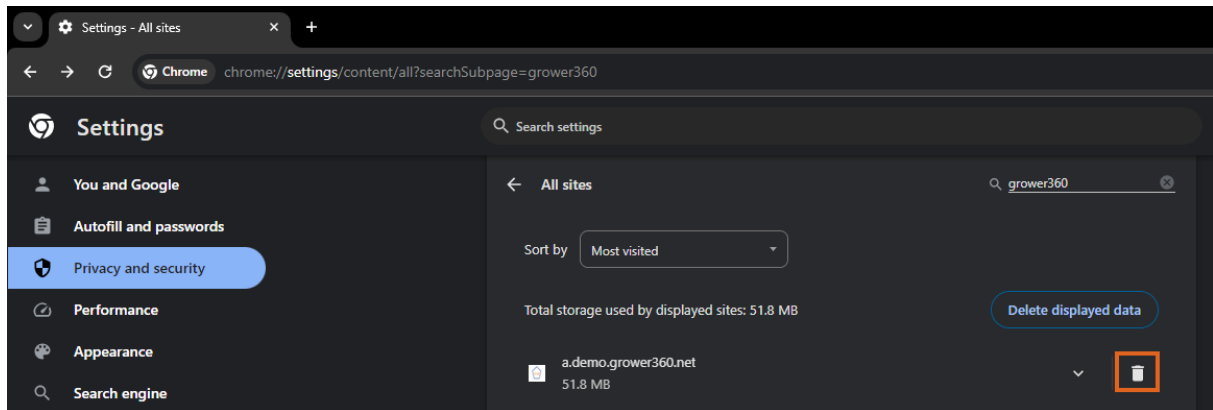 Settings - All sites
Chrome chrome://settings/content/all?searchSubpage=grower360
Settings
Search settings
You and Google
Autofill and passwords
Privacy and security
Performance
Appearance
Search engine
All sites
grower360
Sort by Most visited
Total storage used by displayed sites: 51.8 MB
Delete displayed data
a.demo.grower360.net
51.8 MB